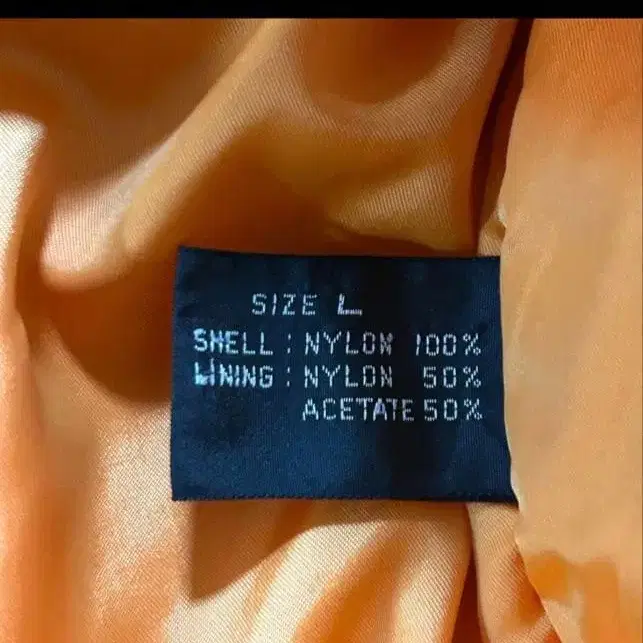 SIZE L
SHELL : NYLON 100%
LINING : NYLON 50%
ACETATE 50%